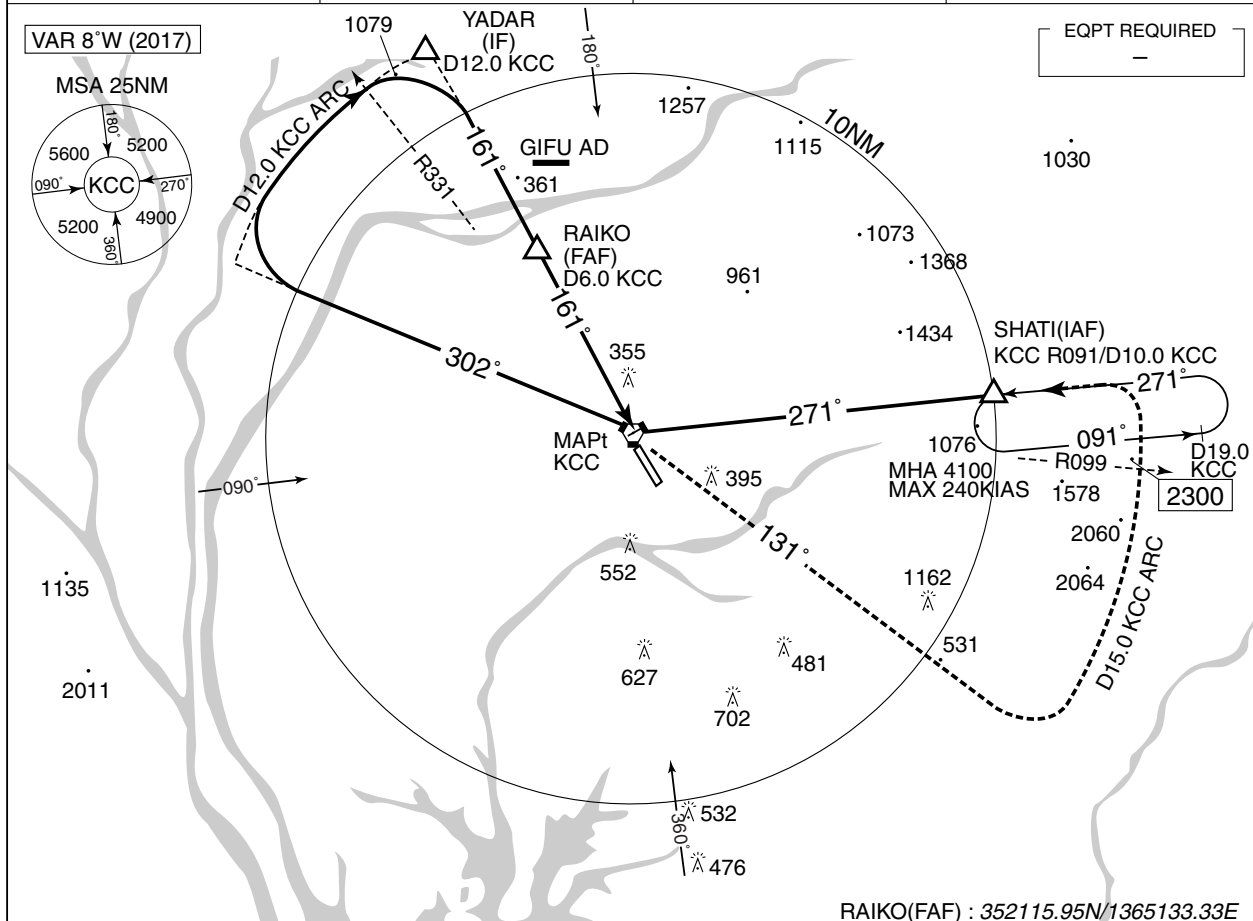 VAR 8°W (2017)
MSA 25NM
180°
5600
5200
090°
KCC
270°
5200
4900
360°
1079
YADAR
(IF)
D12.0 KCC
180°
EQPT REQUIRED
–
D12.0 KCC ARC
R331
161°
GIFU AD
361
1257
1115
10NM
1030
RAIKO
(FAF)
D6.0 KCC
161°
1073
1368
961
1434
302°
355
SHATI(IAF)
KCC R091/D10.0 KCC
271°
271°
MAPt
KCC
1076
091°
D19.0
KCC
R099
MHA 4100
MAX 240KIAS
395
1578
2300
090°
131°
2060
552
1135
1162
2064
D15.0 KCC ARC
531
627
481
2011
702
532
360°
476
RAIKO(FAF) : 352115.95N/1365133.33E